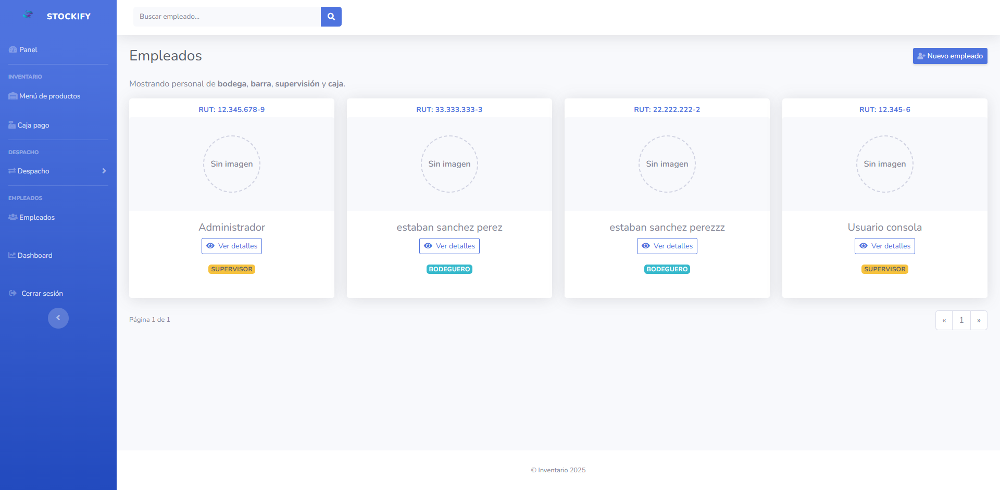 STOCKIFY
Buscar empleado...
Panel
INVENTARIO
Menú de productos
Caja pago
DESPACHO
Despacho
EMPLEADOS
Empleados
Dashboard
Cerrar sesión
Empleados
Nuevo empleado
Mostrando personal de bodega, barra, supervisión y caja.
RUT: 12.345.678-9
Sin imagen
Administrador
Ver detalles
SUPERVISOR
RUT: 33.333.333-3
Sin imagen
estaban sanchez perez
Ver detalles
BODEGUERO
RUT: 22.222.222-2
Sin imagen
estaban sanchez perezzz
Ver detalles
BODEGUERO
RUT: 12.345-6
Sin imagen
Usuario consola
Ver detalles
SUPERVISOR
Página 1 de 1
« 1 »
© Inventario 2025